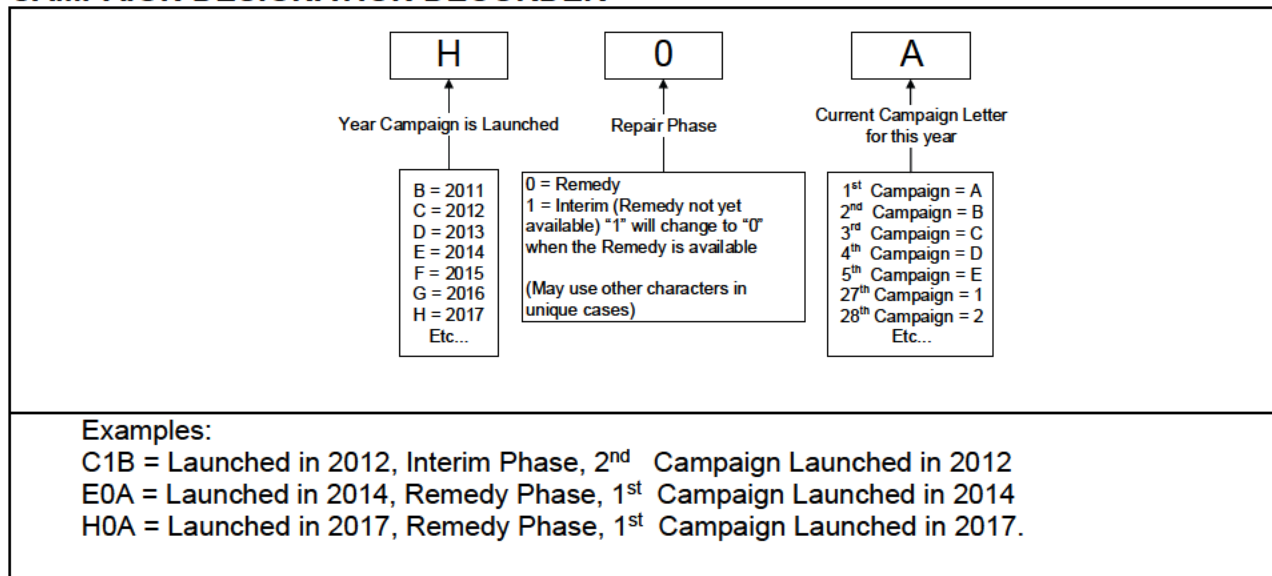 CAMPAIGN DESIGNATION DECORDER
H 0 A
Year Campaign is Launched
Repair Phase
Current Campaign Letter
for this year
B = 2011
C = 2012
D = 2013
E = 2014
F = 2015
G = 2016
H = 2017
Etc...
0 = Remedy
1 = Interim (Remedy not yet
available) “1” will change to “0”
when the Remedy is available
(May use other characters in
unique cases)
1st Campaign = A
2nd Campaign = B
3rd Campaign = C
4th Campaign = D
5th Campaign = E
27th Campaign = 1
28th Campaign = 2
Etc...
Examples:
C1B = Launched in 2012, Interim Phase, 2nd Campaign Launched in 2012
E0A = Launched in 2014, Remedy Phase, 1st Campaign Launched in 2014
H0A = Launched in 2017, Remedy Phase, 1st Campaign Launched in 2017.